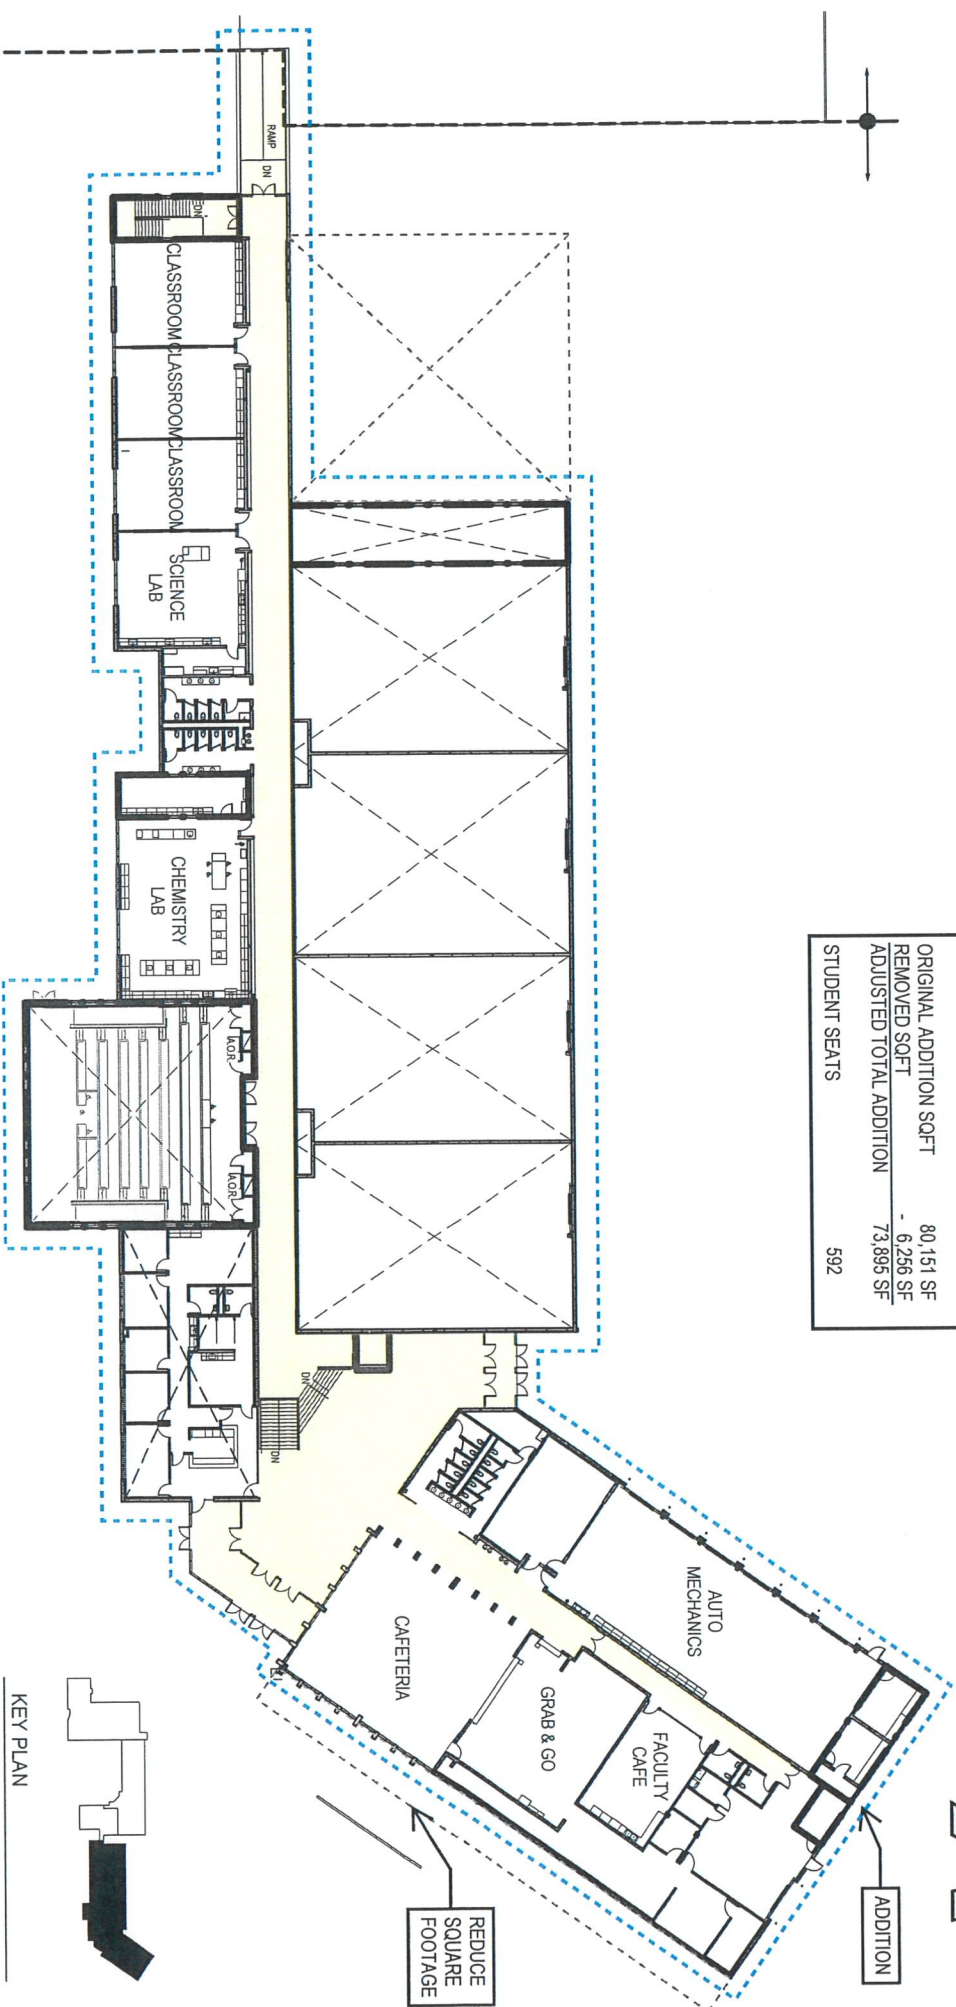 ORIGINAL ADDITION SQFT 80,151 SF
REMOVED SQFT - 6,256 SF
ADJUSTED TOTAL ADDITION 73,895 SF
STUDENT SEATS 592
ADDITION
AUTO
MECHANICS
FACULTY
CAFE
GRAB & GO
CAFETERIA
REDUCE
SQUARE
FOOTAGE
RAMP
DN
DN
CLASSROOM
CLASSROOM
CLASSROOM
SCIENCE
LAB
CHEMISTRY
LAB
A.O.R.
A.O.R.
DN
DN
KEY PLAN